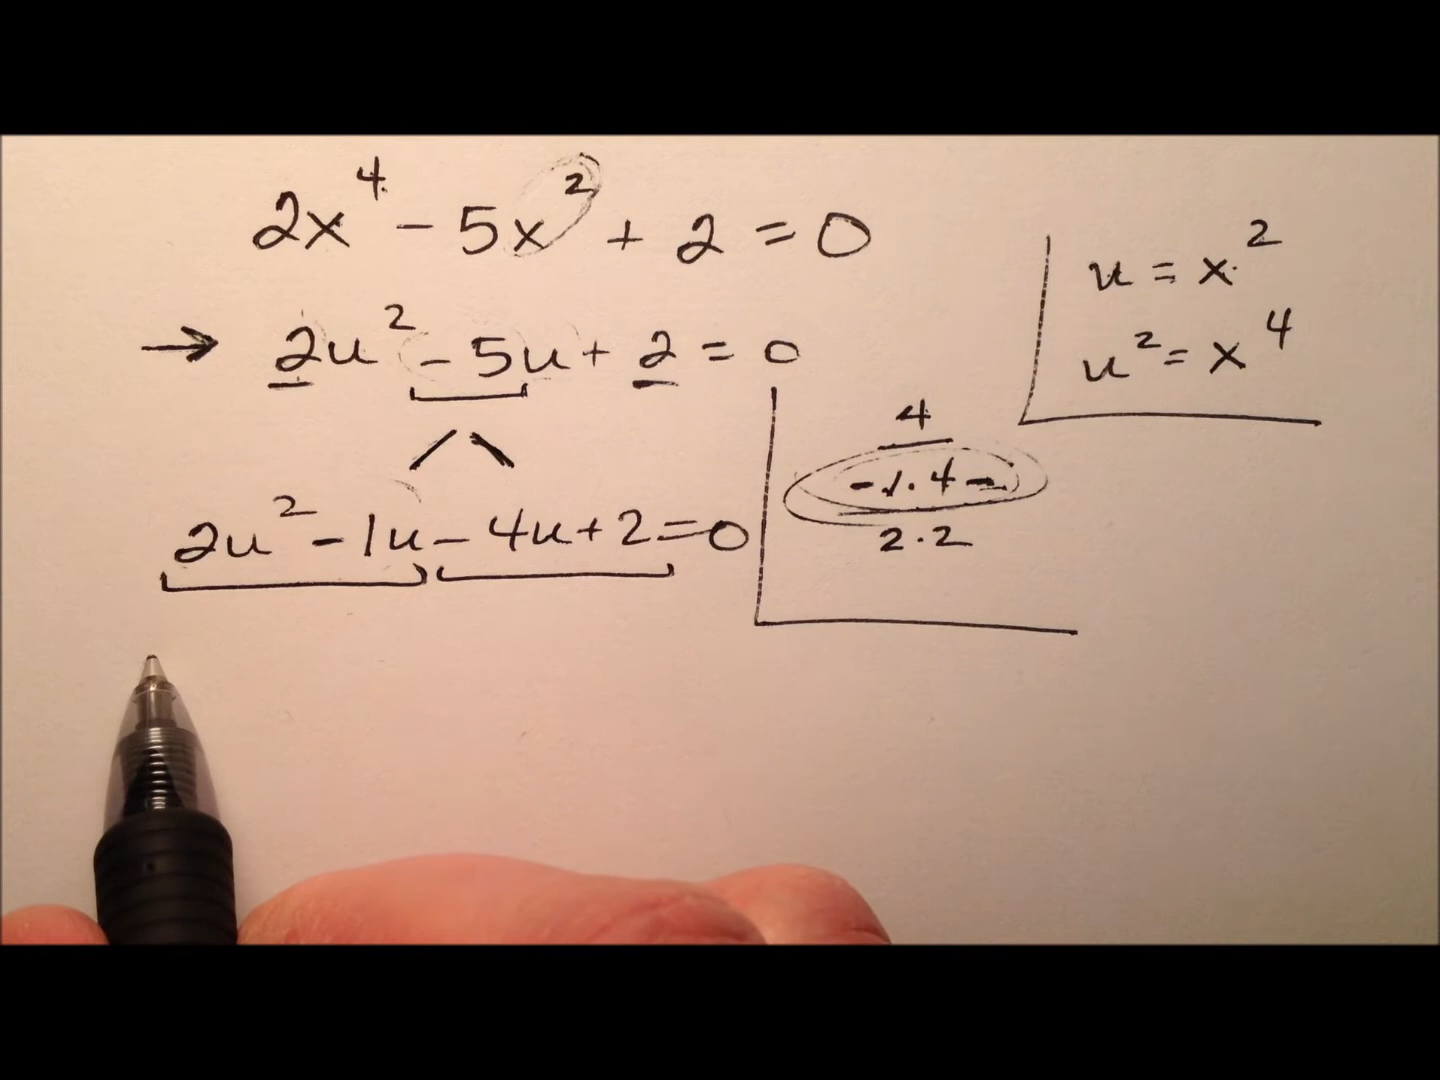 2x⁴ - 5x² + 2 = 0
→ 2u² - 5u + 2 = 0
2u² - 1u - 4u + 2 = 0
u = x²
u² = x⁴
4
-1·4-
2·2